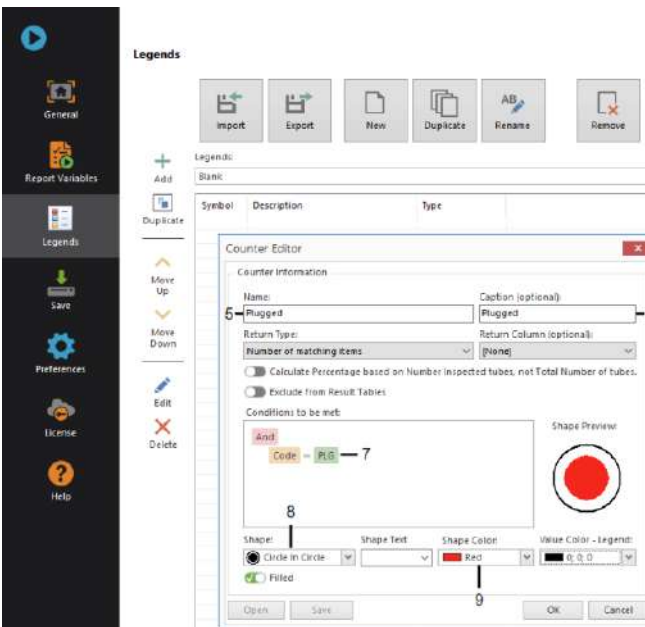 Legends
General
Report Variables
Legends
Save
Preferences
License
Help
Import
Export
New
Duplicate
AB
Rename
Remove
Add
Duplicate
Move
Up
Move
Down
Edit
Delete
Legends:
Blank
Symbol Description Type
Counter Editor
Counter Information
Name: Caption (optional):
5 Plugged Plugged
Return Type: Return Column (optional):
Number of matching items [None]
Calculate Percentage based on Number Inspected tubes, not Total Number of tubes.
Exclude from Result Tables
Conditions to be met:
Shape Preview:
And
Code = PLG 7
8
Shape: Shape Text Shape Color: Value Color - Legend:
Circle In Circle Red 0; 0; 0
Filled
9
Open Save OK Cancel